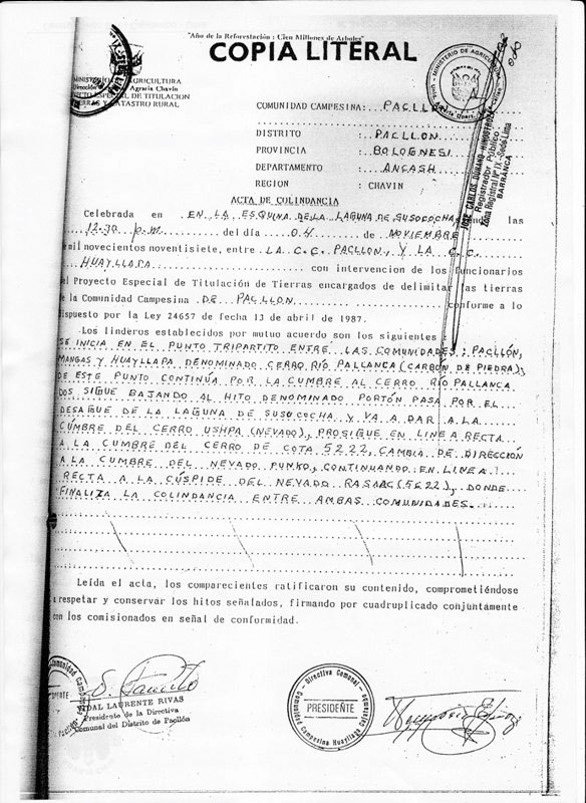 "Año de la Reforestación : Cien Millones de Arboles"
COPIA LITERAL
MINISTERIO AGRICULTURA
Agraria Chavin
ESPECIAL DE TITULACION
CATASTRO RURAL
MINISTERIO DE AGRICULTURA
COMUNIDAD CAMPESINA: PACLLON
DISTRITO : PACLLON
PROVINCIA : BOLOGNESI
DEPARTAMENTO : ANCASH
REGION : CHAVIN
JOSE CARLOS
Registrador Público
Zona Registral Nº IX - Sede Lima
BARRANCA
ACTA DE COLINDANCIA
Celebrada en EN LA ESQUINA DE LA LAGUNA DE SUSOCOCHA las
12-30 p.m. del día 04 de NOVIEMBRE
mil novecientos noventisiete, entre LA C.C. PACLLON, Y LA C.C.
HUAYLLAPA con intervencion de los funcionarios
del Proyecto Especial de Titulación de Tierras encargados de delimitar las tierras
de la Comunidad Campesina DE PACLLON conforme a lo
dispuesto por la Ley 24657 de fecha 13 de abril de 1987.
Los linderos establecidos por mutuo acuerdo son los siguientes :
SE INICIA EN EL PUNTO TRIPARTITO ENTRE LAS COMUNIDADES; PACLLÓN,
MANGAS Y HUAYLLAPA DENOMINADO CERRO RÍO PALLANCA (CARBÓN DE PIEDRA),
DE ESTE PUNTO CONTINÚA POR LA CUMBRE AL CERRO RÍO PALLANCA
DOS SIGUE BAJANDO AL HITO DENOMINADO PORTÓN PASA POR EL
DESAGUE DE LA LAGUNA DE SUSUCOCHA Y VA A DAR A LA
CUMBRE DEL CERRO USHPA (NEVADO), PROSIGUE EN LINEA RECTA
A LA CUMBRE DEL CERRO DE COTA 5222, CAMBIA DE DIRECCIÓN
A LA CUMBRE DEL NEVADO PUNKO, CONTINUANDO EN LINEA
RECTA A LA CÚSPIDE DEL NEVADO RASAC (5622), DONDE
FINALIZA LA COLINDANCIA ENTRE AMBAS COMUNIDADES.
Leída el acta, los comparecientes ratificaron su contenido, comprometiéndose
a respetar y conservar los hitos señalados, firmando por cuadruplicado conjuntamente
con los comisionados en señal de conformidad.
VIDAL LAURENTE RIVAS
Presidente de la Directiva
Comunal del Distrito de Pacllón
Directiva Comunal
PRESIDENTE
Comunidad Campesina Huayllapa